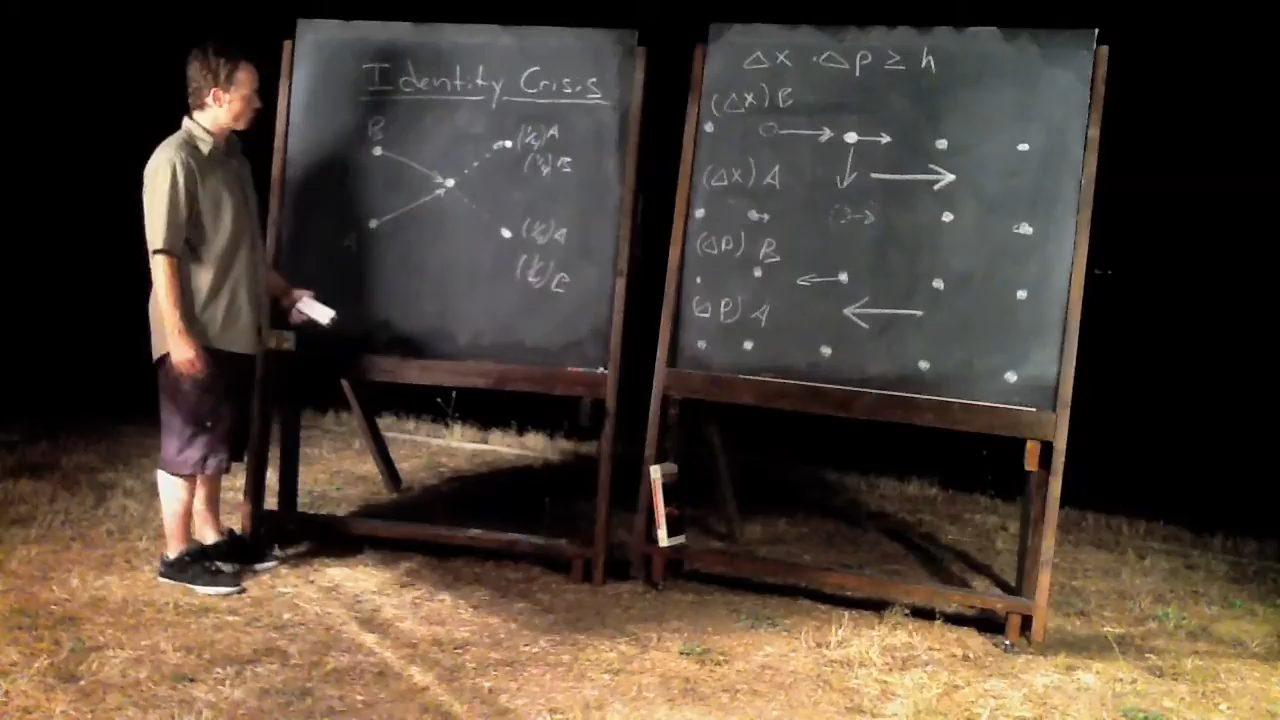 Identity Crisis
B
(½)A
(½)B
A
(½)A
(½)B
Δx · Δp ≥ h
(Δx) B
(Δx) A
(Δp) B
(Δp) A